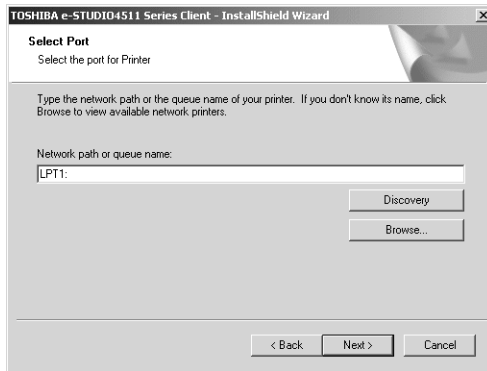 TOSHIBA e-STUDIO4511 Series Client - InstallShield Wizard
Select Port
Select the port for Printer
Type the network path or the queue name of your printer. If you don't know its name, click
Browse to view available network printers.
Network path or queue name:
LPT1:
Discovery
Browse...
< Back Next > Cancel